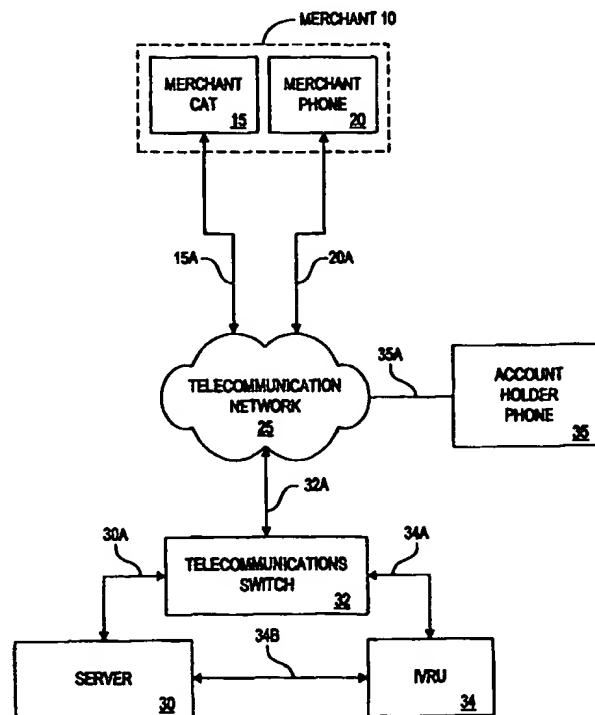 MERCHANT 10
MERCHANT
CAT
15
MERCHANT
PHONE
20
15A
20A
TELECOMMUNICATION
NETWORK
25
35A
ACCOUNT
HOLDER
PHONE
35
32A
30A
TELECOMMUNICATIONS
SWITCH
32
34A
34B
SERVER
30
IVRU
34